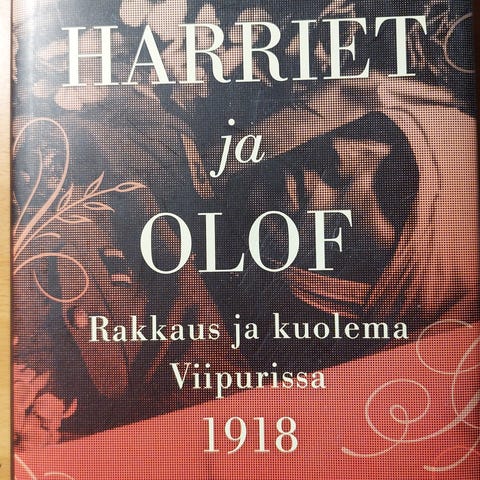 HARRIET
ja
OLOF
Rakkaus ja kuolema
Viipurissa
1918